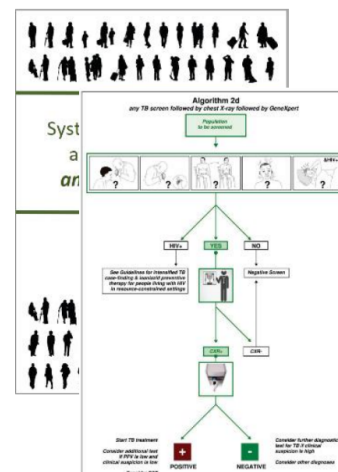 Syst
a
an
Algorithm 2d
any TB screen followed by chest X-ray followed by GeneXpert
Population
to be screened
&HIV+
? ? ? ? ?
HIV+ YES NO
See Guidelines for intensified TB
case-finding & isoniazid preventive
therapy for people living with HIV
in resource-constrained settings
Negative Screen
CXR+ CXR-
Start TB treatment
Consider additional test
if PPV is low and
clinical suspicion is low
+
POSITIVE
-
NEGATIVE
Consider further diagnostic
test for TB if clinical
suspicion is high
Consider other diagnoses